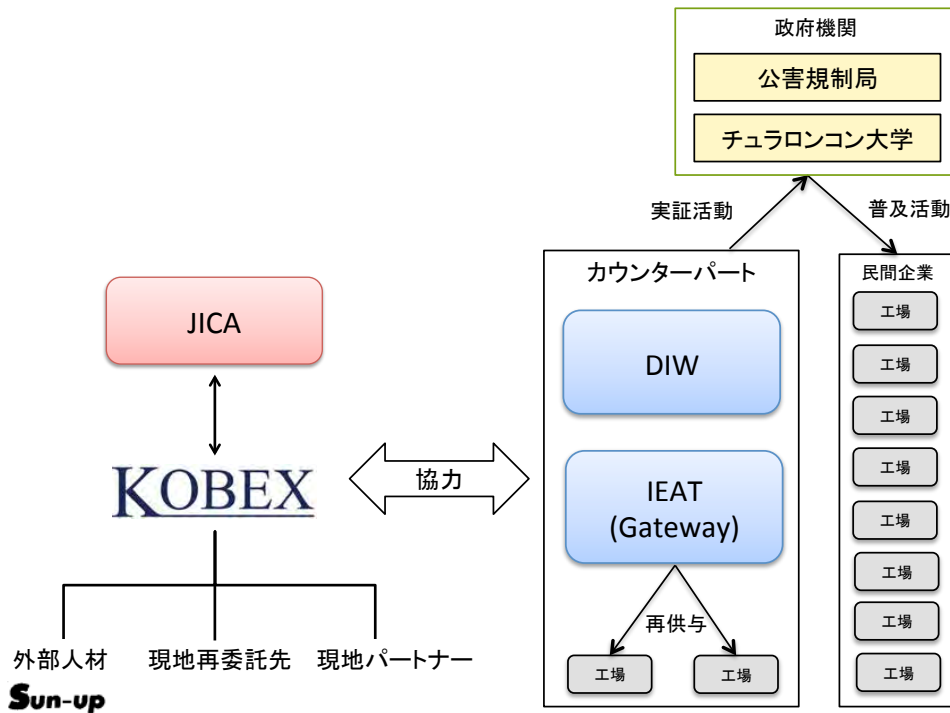 政府機関
公害規制局
チュラロンコン大学
実証活動
普及活動
カウンターパート
民間企業
JICA
DIW
KOBEX
協力
IEAT
(Gateway)
再供与
工場
工場
工場
工場
工場
工場
工場
工場
工場
工場
外部人材
現地再委託先
現地パートナー
Sun-up